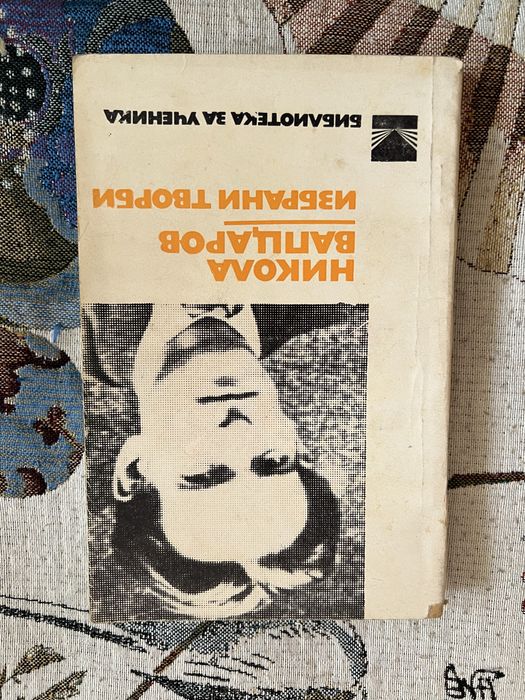 НИКОЛА
ВАПЦАРОВ
ИЗБРАНИ ТВОРБИ
БИБЛИОТЕКА ЗА УЧЕНИКА